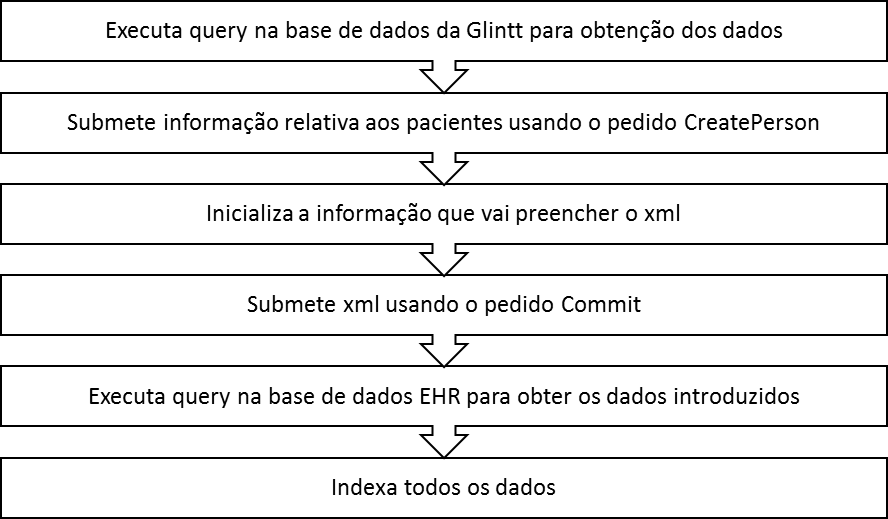 Executa query na base de dados da Glintt para obtenção dos dados
Submete informação relativa aos pacientes usando o pedido CreatePerson
Inicializa a informação que vai preencher o xml
Submete xml usando o pedido Commit
Executa query na base de dados EHR para obter os dados introduzidos
Indexa todos os dados